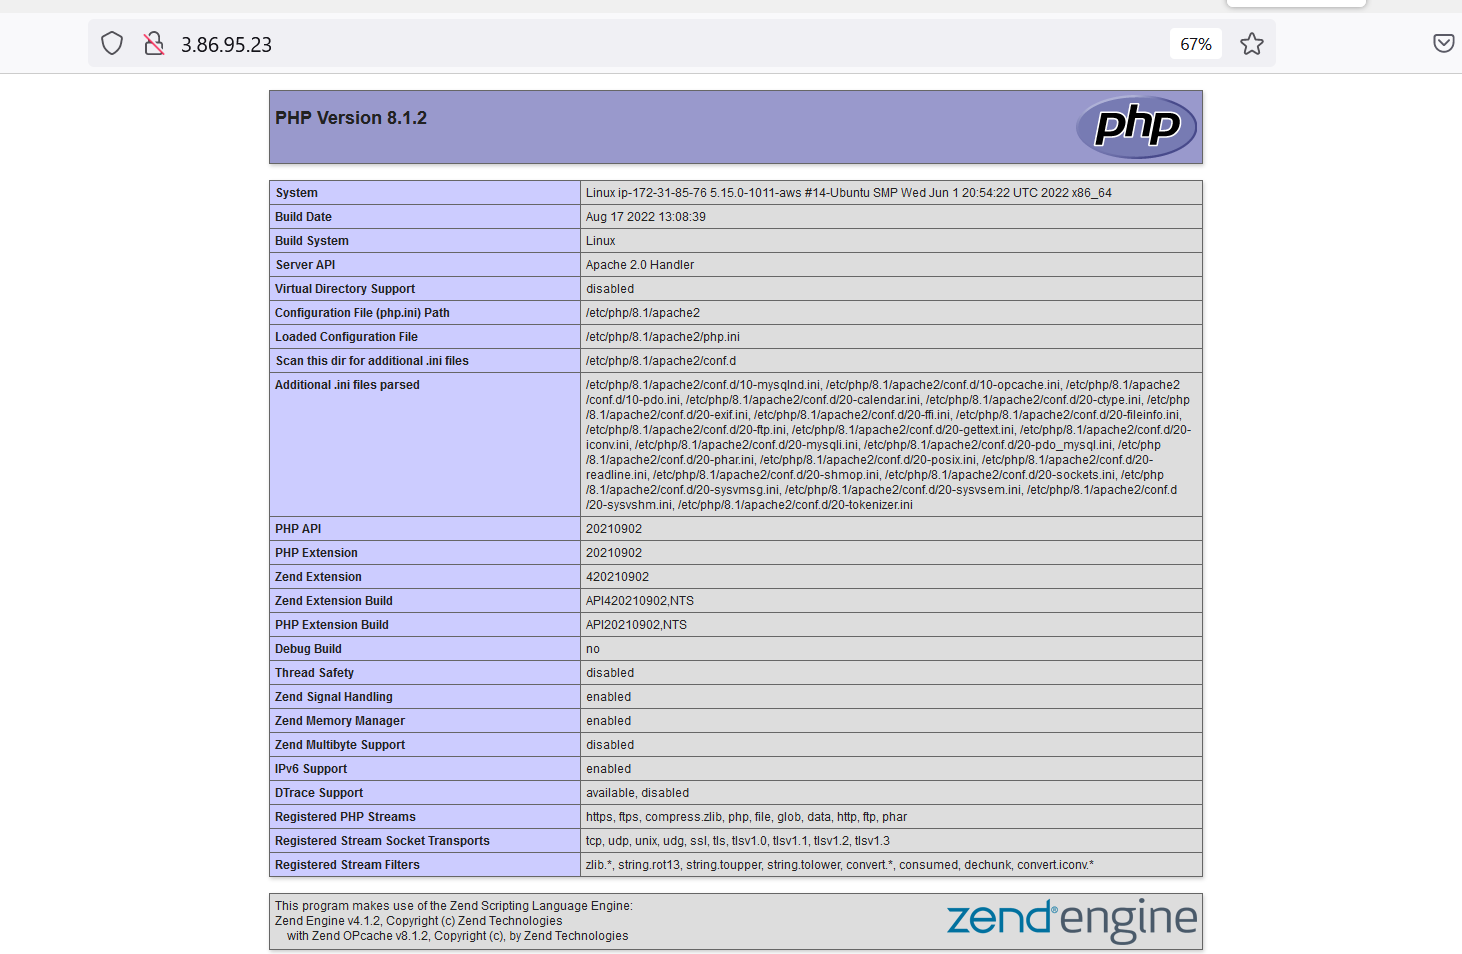 3.86.95.23
67%
PHP Version 8.1.2
php
System Linux ip-172-31-85-76 5.15.0-1011-aws #14-Ubuntu SMP Wed Jun 1 20:54:22 UTC 2022 x86_64
Build Date Aug 17 2022 13:08:39
Build System Linux
Server API Apache 2.0 Handler
Virtual Directory Support disabled
Configuration File (php.ini) Path /etc/php/8.1/apache2
Loaded Configuration File /etc/php/8.1/apache2/php.ini
Scan this dir for additional .ini files /etc/php/8.1/apache2/conf.d
Additional .ini files parsed /etc/php/8.1/apache2/conf.d/10-mysqlnd.ini, /etc/php/8.1/apache2/conf.d/10-opcache.ini, /etc/php/8.1/apache2
/conf.d/10-pdo.ini, /etc/php/8.1/apache2/conf.d/20-calendar.ini, /etc/php/8.1/apache2/conf.d/20-ctype.ini, /etc/php
/8.1/apache2/conf.d/20-exif.ini, /etc/php/8.1/apache2/conf.d/20-ffi.ini, /etc/php/8.1/apache2/conf.d/20-fileinfo.ini,
/etc/php/8.1/apache2/conf.d/20-ftp.ini, /etc/php/8.1/apache2/conf.d/20-gettext.ini, /etc/php/8.1/apache2/conf.d/20-
iconv.ini, /etc/php/8.1/apache2/conf.d/20-mysqli.ini, /etc/php/8.1/apache2/conf.d/20-pdo_mysql.ini, /etc/php
/8.1/apache2/conf.d/20-phar.ini, /etc/php/8.1/apache2/conf.d/20-posix.ini, /etc/php/8.1/apache2/conf.d/20-
readline.ini, /etc/php/8.1/apache2/conf.d/20-shmop.ini, /etc/php/8.1/apache2/conf.d/20-sockets.ini, /etc/php
/8.1/apache2/conf.d/20-sysvmsg.ini, /etc/php/8.1/apache2/conf.d/20-sysvsem.ini, /etc/php/8.1/apache2/conf.d
/20-sysvshm.ini, /etc/php/8.1/apache2/conf.d/20-tokenizer.ini
PHP API 20210902
PHP Extension 20210902
Zend Extension 420210902
Zend Extension Build API420210902,NTS
PHP Extension Build API20210902,NTS
Debug Build no
Thread Safety disabled
Zend Signal Handling enabled
Zend Memory Manager enabled
Zend Multibyte Support disabled
IPv6 Support enabled
DTrace Support available, disabled
Registered PHP Streams https, ftps, compress.zlib, php, file, glob, data, http, ftp, phar
Registered Stream Socket Transports tcp, udp, unix, udg, ssl, tls, tlsv1.0, tlsv1.1, tlsv1.2, tlsv1.3
Registered Stream Filters zlib.*, string.rot13, string.toupper, string.tolower, convert.*, consumed, dechunk, convert.iconv.*
This program makes use of the Zend Scripting Language Engine:
Zend Engine v4.1.2, Copyright (c) Zend Technologies
with Zend OPcache v8.1.2, Copyright (c), by Zend Technologies
zend® engine